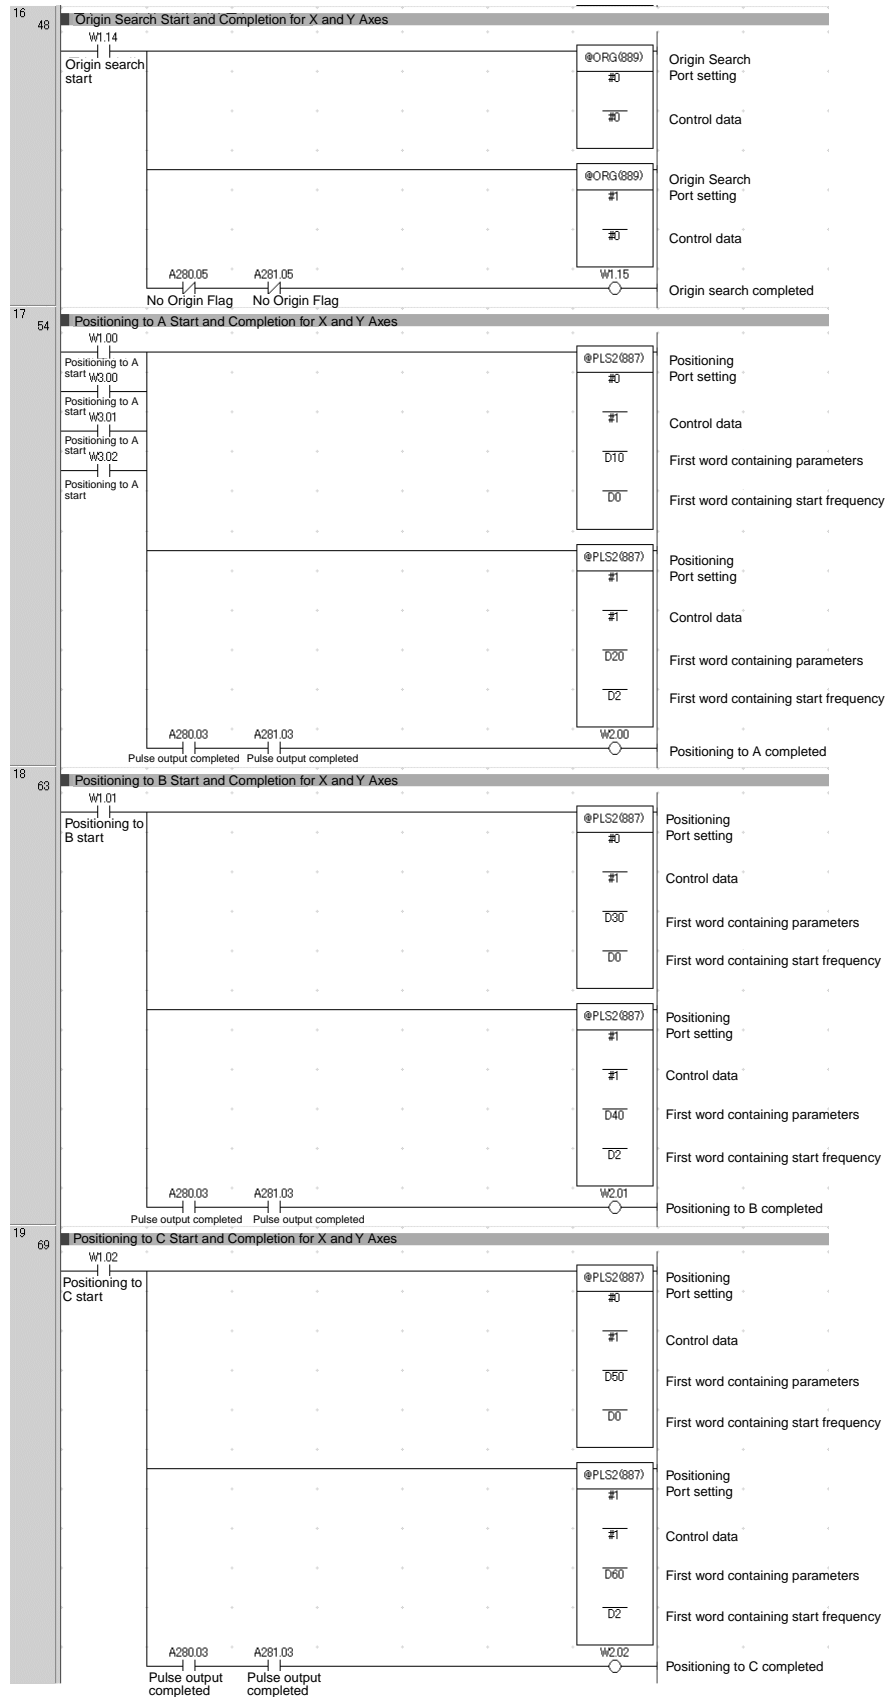 16
48
Origin Search Start and Completion for X and Y Axes
W1.14
Origin search
start
@ORG(889)
Origin Search
#0
Port setting
#0
Control data
@ORG(889)
Origin Search
#1
Port setting
#0
Control data
A280.05
A281.05
W1.15
No Origin Flag
No Origin Flag
Origin search completed
17
54
Positioning to A Start and Completion for X and Y Axes
W1.00
Positioning to A
start
W3.00
Positioning to A
start
W3.01
Positioning to A
start
W3.02
Positioning to A
start
@PLS2(887)
Positioning
#0
Port setting
#1
Control data
D10
First word containing parameters
D0
First word containing start frequency
@PLS2(887)
Positioning
#1
Port setting
#1
Control data
D20
First word containing parameters
D2
First word containing start frequency
A280.03
A281.03
W2.00
Pulse output completed
Pulse output completed
Positioning to A completed
18
63
Positioning to B Start and Completion for X and Y Axes
W1.01
Positioning to
B start
@PLS2(887)
Positioning
#0
Port setting
#1
Control data
D30
First word containing parameters
D0
First word containing start frequency
@PLS2(887)
Positioning
#1
Port setting
#1
Control data
D40
First word containing parameters
D2
First word containing start frequency
A280.03
A281.03
W2.01
Pulse output completed
Pulse output completed
Positioning to B completed
19
69
Positioning to C Start and Completion for X and Y Axes
W1.02
Positioning to
C start
@PLS2(887)
Positioning
#0
Port setting
#1
Control data
D50
First word containing parameters
D0
First word containing start frequency
@PLS2(887)
Positioning
#1
Port setting
#1
Control data
D60
First word containing parameters
D2
First word containing start frequency
A280.03
A281.03
W2.02
Pulse output
completed
Pulse output
completed
Positioning to C completed